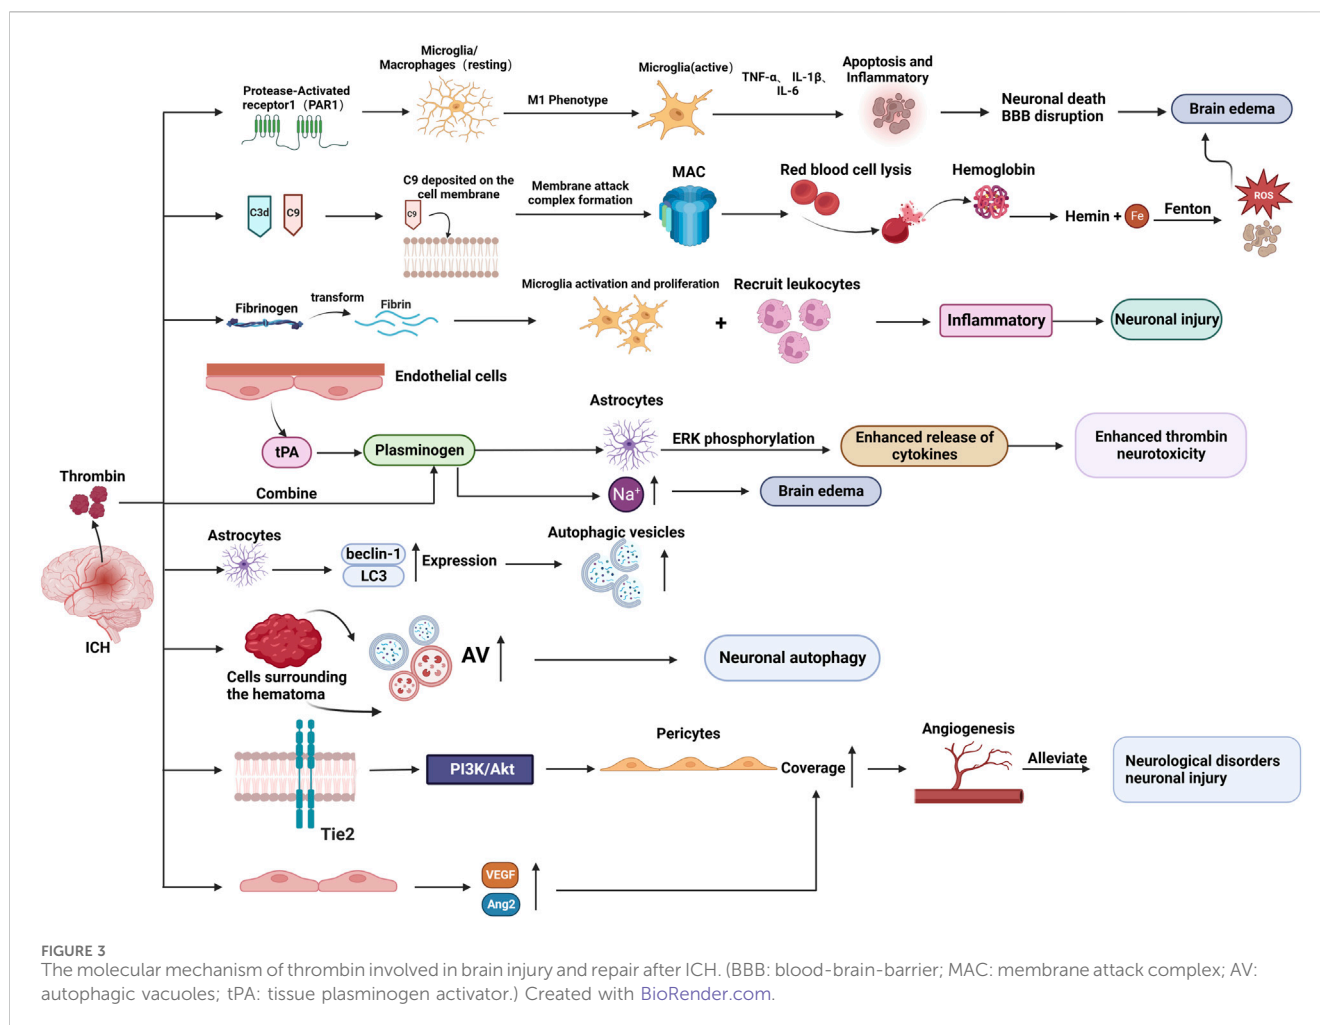 Microglia/
Macrophages (resting)
Protease-Activated
receptor1 (PAR1)
M1 Phenotype
Microglia(active)
TNF-α、 IL-1β、
IL-6
Apoptosis and
Inflammatory
Neuronal death
BBB disruption
Brain edema
C3d
C9
C9 deposited on the
cell membrane
C9
Membrane attack
complex formation
MAC
Red blood cell lysis
Hemoglobin
Hemin +
Fe
Fenton
ROS
Fibrinogen
transform
Fibrin
Microglia activation and proliferation
+
Recruit leukocytes
Inflammatory
Neuronal injury
Endothelial cells
tPA
Plasminogen
Astrocytes
ERK phosphorylation
Enhanced release of
cytokines
Enhanced thrombin
neurotoxicity
Thrombin
Combine
Na+
Brain edema
Astrocytes
beclin-1
LC3
Expression
Autophagic vesicles
ICH
Cells surrounding
the hematoma
AV
Neuronal autophagy
Tie2
PI3K/Akt
Pericytes
Coverage
Angiogenesis
Alleviate
Neurological disorders
neuronal injury
VEGF
Ang2
FIGURE 3
The molecular mechanism of thrombin involved in brain injury and repair after ICH. (BBB: blood-brain-barrier; MAC: membrane attack complex; AV:
autophagic vacuoles; tPA: tissue plasminogen activator.) Created with BioRender.com.